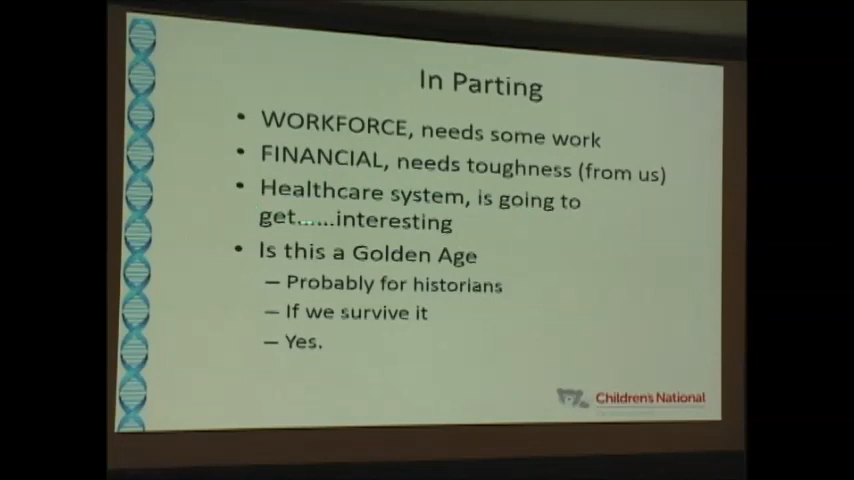 In Parting
• WORKFORCE, needs some work
• FINANCIAL, needs toughness (from us)
• Healthcare system, is going to
get......interesting
• Is this a Golden Age
– Probably for historians
– If we survive it
– Yes.
Children's National